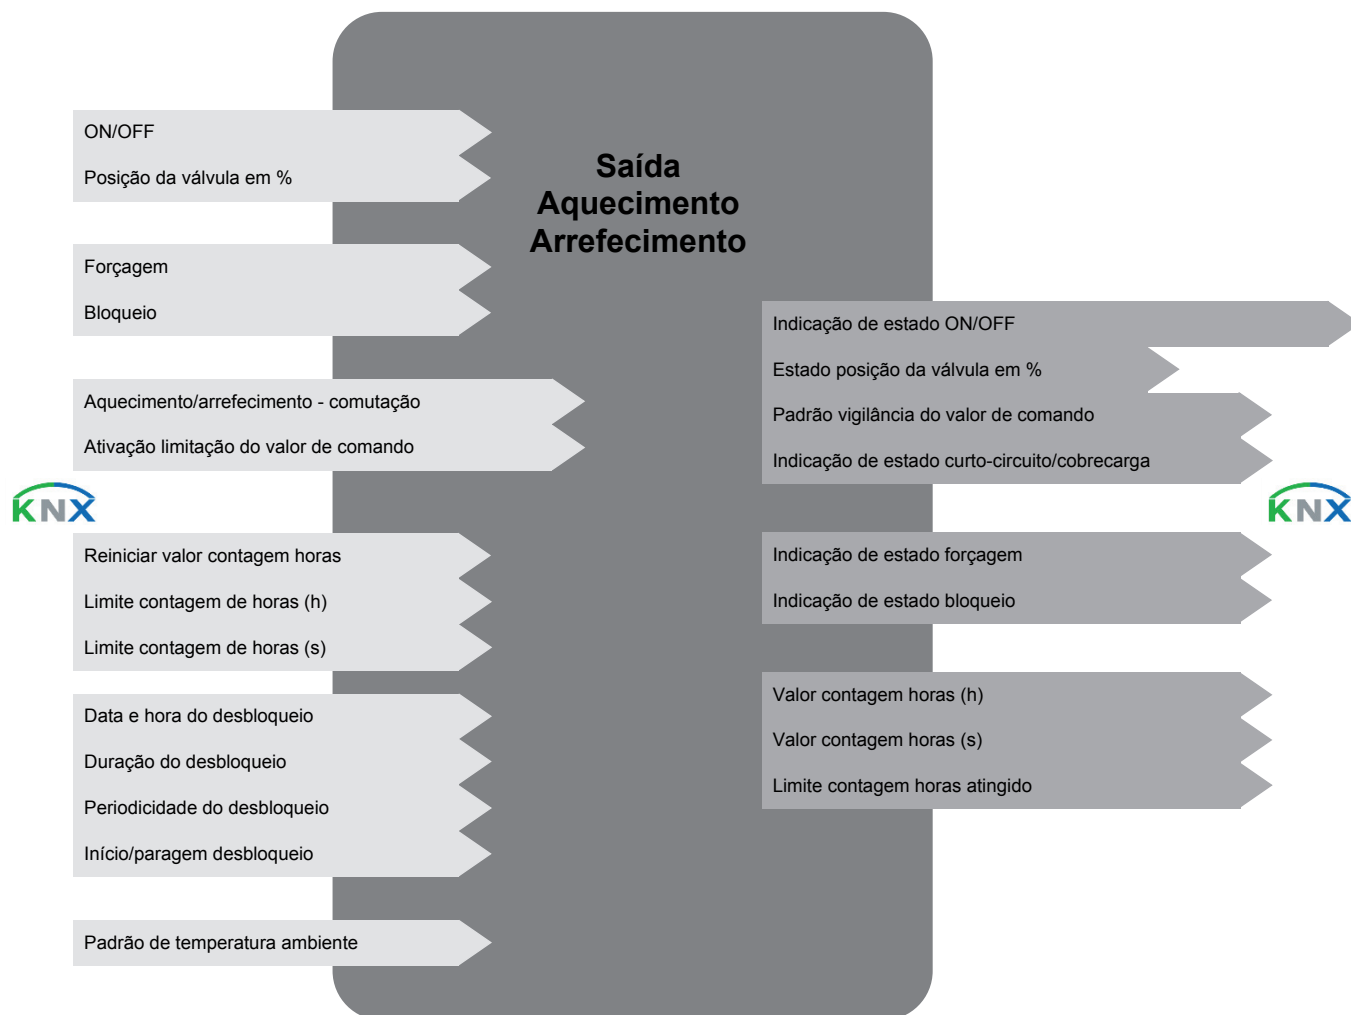 ON/OFF
Posição da válvula em %
Saída
Aquecimento
Arrefecimento
Forçagem
Bloqueio
Aquecimento/arrefecimento - comutação
Ativação limitação do valor de comando
KNX
Reiniciar valor contagem horas
Limite contagem de horas (h)
Limite contagem de horas (s)
Data e hora do desbloqueio
Duração do desbloqueio
Periodicidade do desbloqueio
Início/paragem desbloqueio
Padrão de temperatura ambiente
Indicação de estado ON/OFF
Estado posição da válvula em %
Padrão vigilância do valor de comando
Indicação de estado curto-circuito/cobrecarga
KNX
Indicação de estado forçagem
Indicação de estado bloqueio
Valor contagem horas (h)
Valor contagem horas (s)
Limite contagem horas atingido